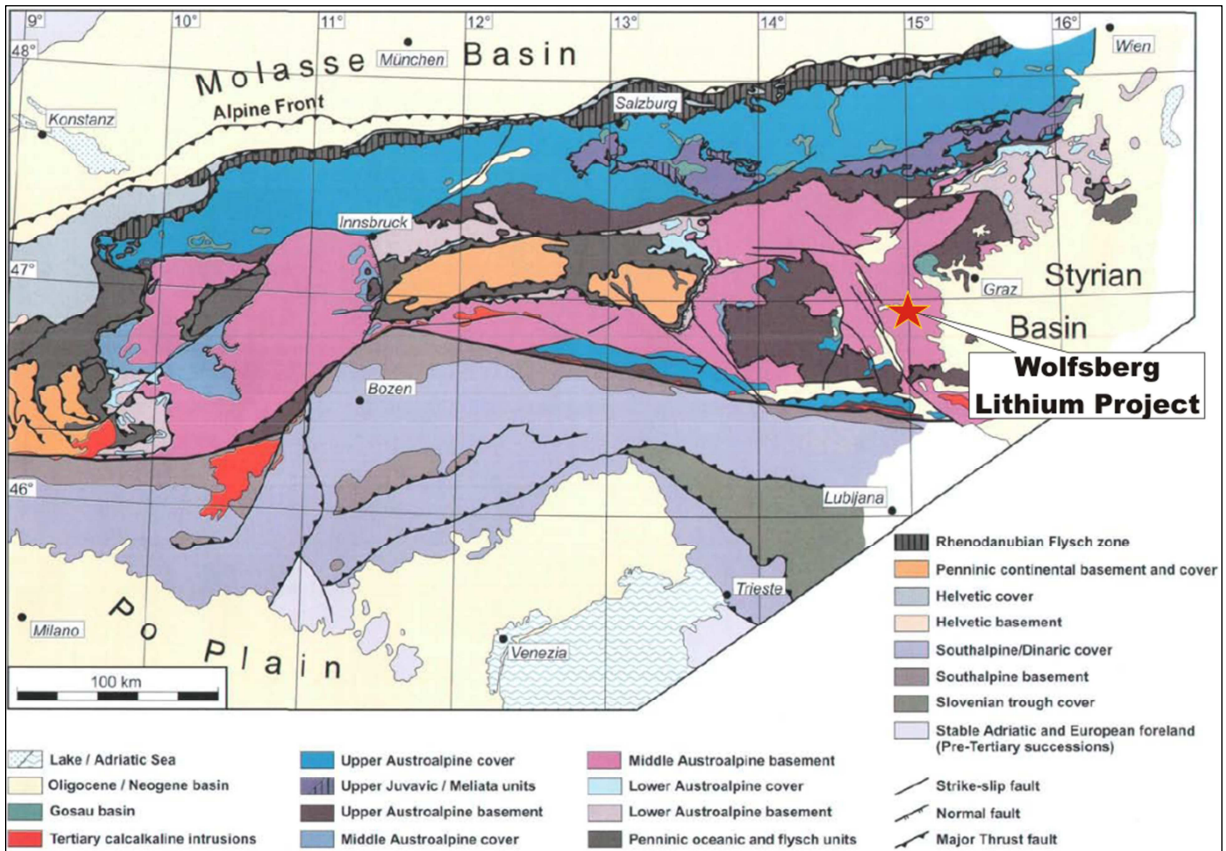 9° 10° 11° 12° 13° 14° 15° 16°
48°
München
Wien
Molasse Basin
Alpine Front
Konstanz
Salzburg
Innsbruck
47°
Graz
Styrian
Basin
Wolfsberg
Lithium Project
Bozen
46°
Lubijana
Trieste
Milano
Po Plain
Venezia
100 km
Rhenodanubian Flysch zone
Penninic continental basement and cover
Helvetic cover
Helvetic basement
Southalpine/Dinaric cover
Southalpine basement
Slovenian trough cover
Stable Adriatic and European foreland
(Pre-Tertiary successions)
Lake / Adriatic Sea
Oligocene / Neogene basin
Gosau basin
Tertiary calcalkaline intrusions
Upper Austroalpine cover
Upper Juvavic / Meliata units
Upper Austroalpine basement
Middle Austroalpine cover
Middle Austroalpine basement
Lower Austroalpine cover
Lower Austroalpine basement
Penninic oceanic and flysch units
Strike-slip fault
Normal fault
Major Thrust fault